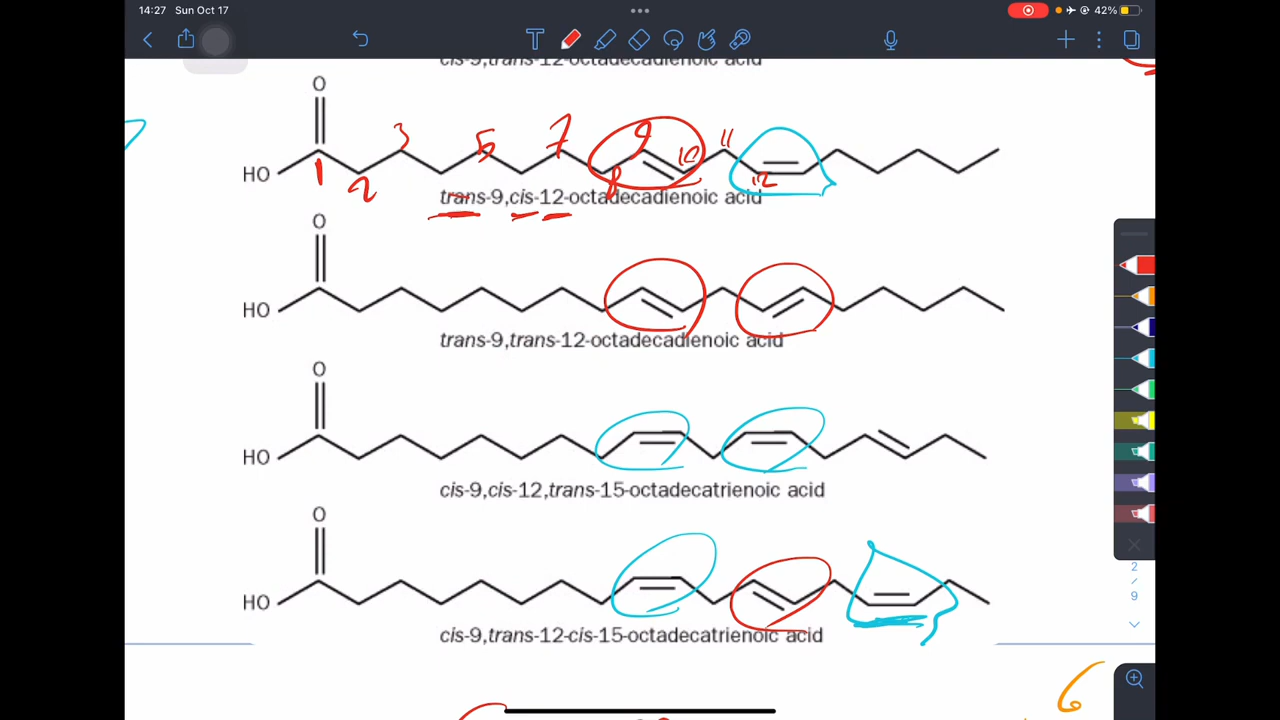 14:27 Sun Oct 17
42%
T
cis-9,trans-12-octadecadienoic acid
O
1 2 3 5 7 8 9 10 11 12
HO
trans-9,cis-12-octadecadienoic acid
O
HO
trans-9,trans-12-octadecadienoic acid
O
HO
cis-9,cis-12,trans-15-octadecatrienoic acid
O
HO
cis-9,trans-12-cis-15-octadecatrienoic acid
2
/
9
6